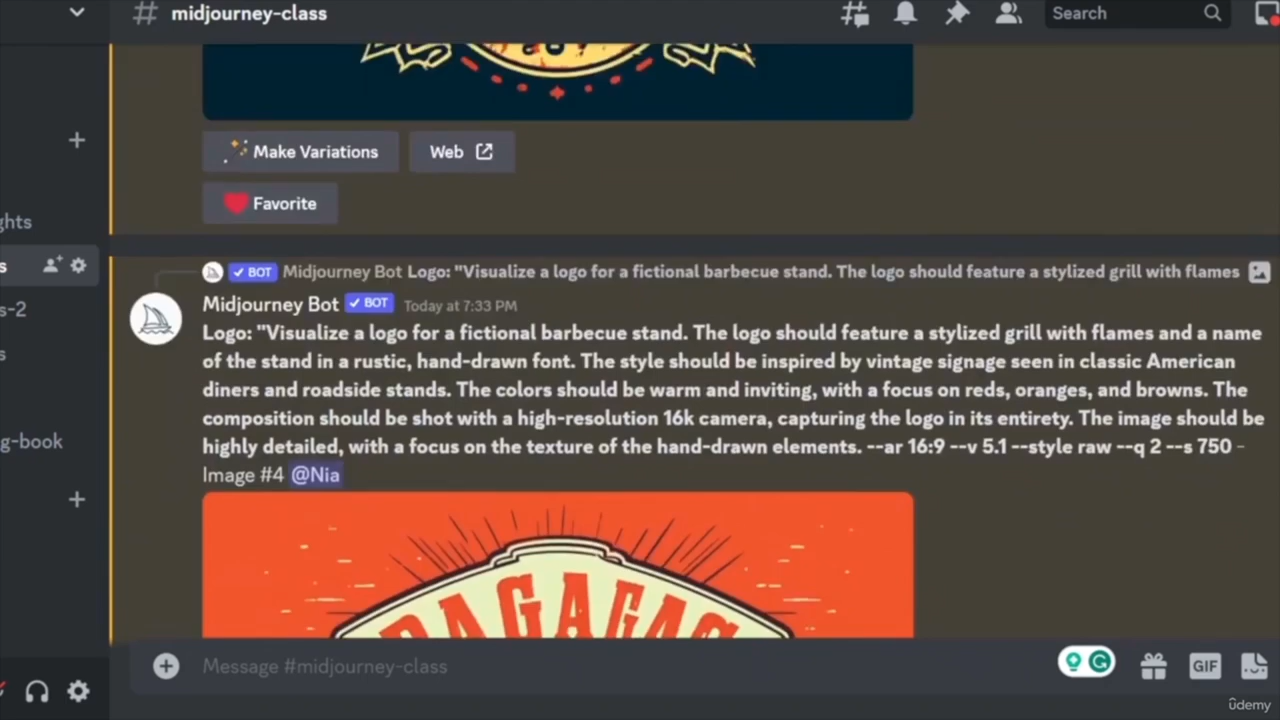 midjourney-class
Search
Make Variations
Web
Favorite
ghts
s
s-2
s
g-book
BOT Midjourney Bot Logo: "Visualize a logo for a fictional barbecue stand. The logo should feature a stylized grill with flames
Midjourney Bot BOT Today at 7:33 PM
Logo: "Visualize a logo for a fictional barbecue stand. The logo should feature a stylized grill with flames and a name
of the stand in a rustic, hand-drawn font. The style should be inspired by vintage signage seen in classic American
diners and roadside stands. The colors should be warm and inviting, with a focus on reds, oranges, and browns. The
composition should be shot with a high-resolution 16k camera, capturing the logo in its entirety. The image should be
highly detailed, with a focus on the texture of the hand-drawn elements. --ar 16:9 --v 5.1 --style raw --q 2 --s 750 -
Image #4 @Nia
Message #midjourney-class
GIF
ûdemy